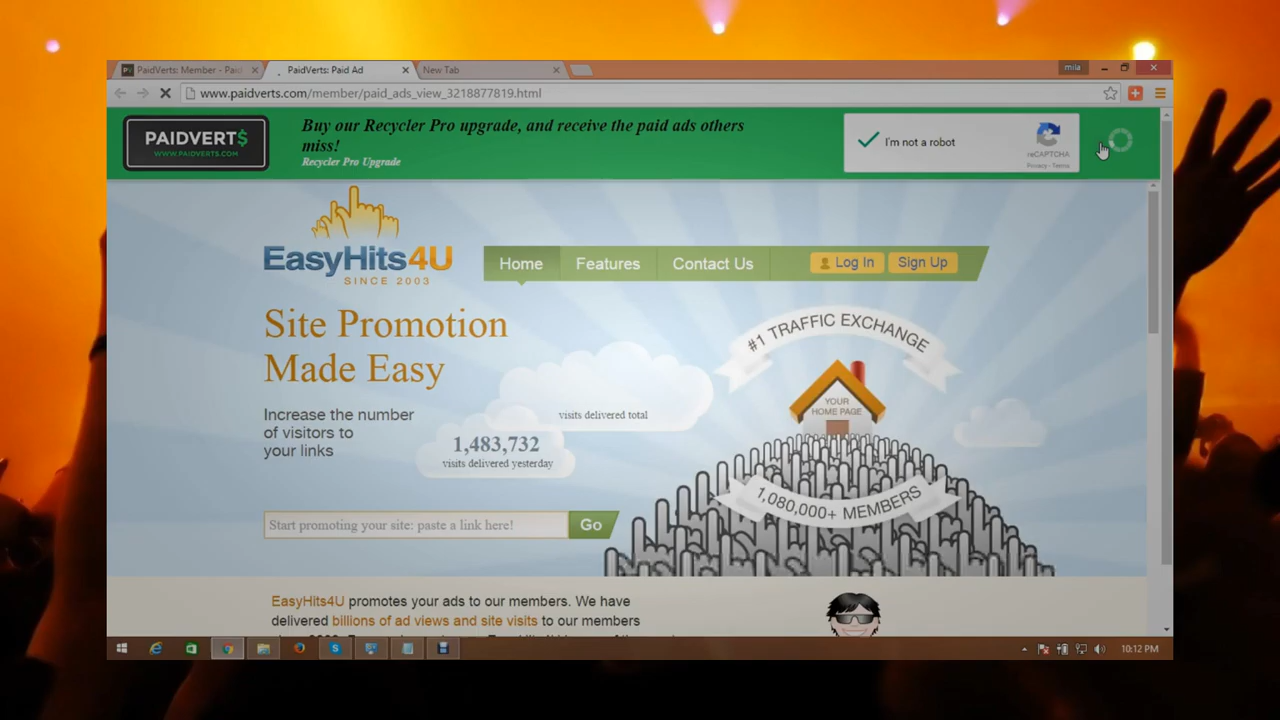 PaidVerts: Member - Paid
PaidVerts: Paid Ad
New Tab
mila
www.paidverts.com/member/paid_ads_view_3218877819.html
PAIDVERT$
WWW.PAIDVERTS.COM
Buy our Recycler Pro upgrade, and receive the paid ads others
miss!
Recycler Pro Upgrade
I'm not a robot
reCAPTCHA
Privacy - Terms
EasyHits4U
SINCE 2003
Home
Features
Contact Us
Log In
Sign Up
Site Promotion
Made Easy
Increase the number
of visitors to
your links
visits delivered total
1,483,732
visits delivered yesterday
#1 TRAFFIC EXCHANGE
YOUR
HOME PAGE
1,080,000+ MEMBERS
Start promoting your site: paste a link here!
Go
EasyHits4U promotes your ads to our members. We have
delivered billions of ad views and site visits to our members
10:12 PM